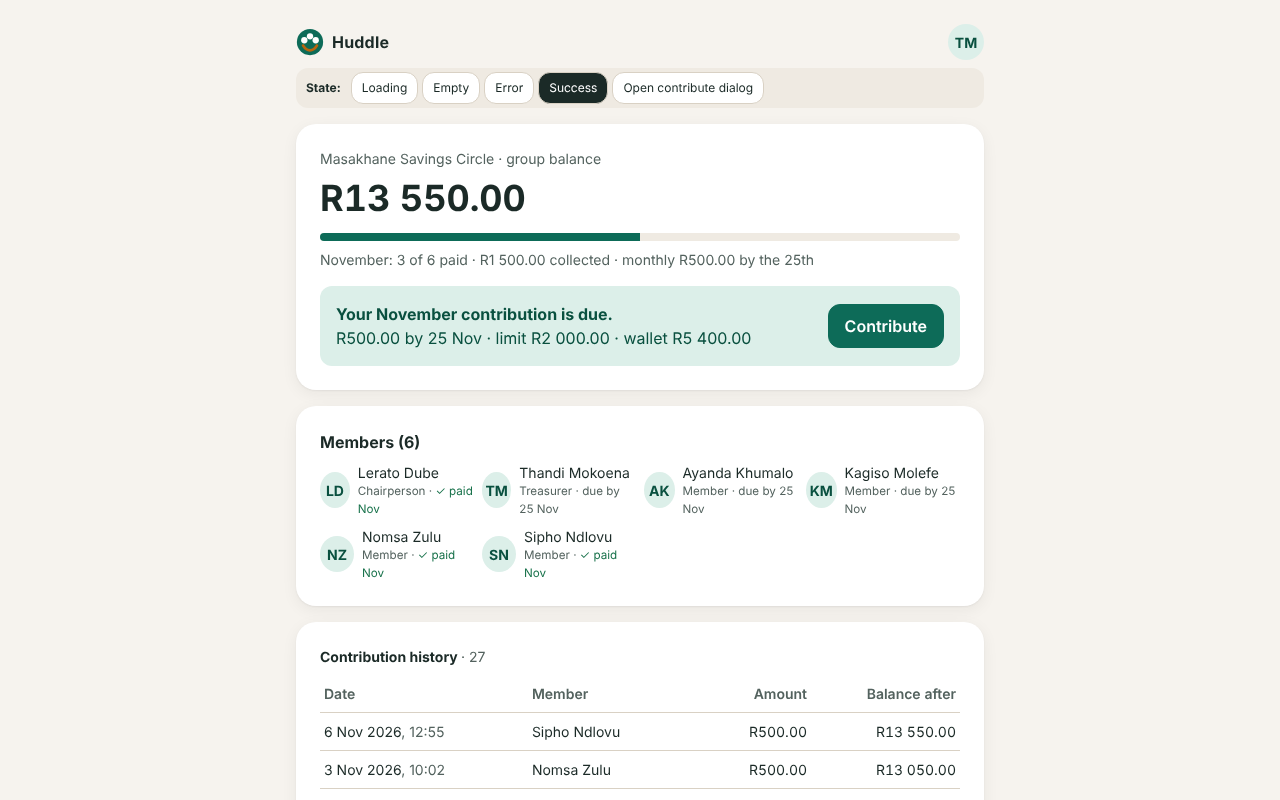 Huddle
TM
State: Loading Empty Error Success Open contribute dialog
Masakhane Savings Circle · group balance
R13 550.00
November: 3 of 6 paid · R1 500.00 collected · monthly R500.00 by the 25th
Your November contribution is due.
R500.00 by 25 Nov · limit R2 000.00 · wallet R5 400.00
Contribute
Members (6)
LD
Lerato Dube
Chairperson · ✓ paid
Nov
TM
Thandi Mokoena
Treasurer · due by
25 Nov
AK
Ayanda Khumalo
Member · due by 25
Nov
KM
Kagiso Molefe
Member · due by 25
Nov
NZ
Nomsa Zulu
Member · ✓ paid
Nov
SN
Sipho Ndlovu
Member · ✓ paid
Nov
Contribution history · 27
Date Member Amount Balance after
6 Nov 2026, 12:55 Sipho Ndlovu R500.00 R13 550.00
3 Nov 2026, 10:02 Nomsa Zulu R500.00 R13 050.00